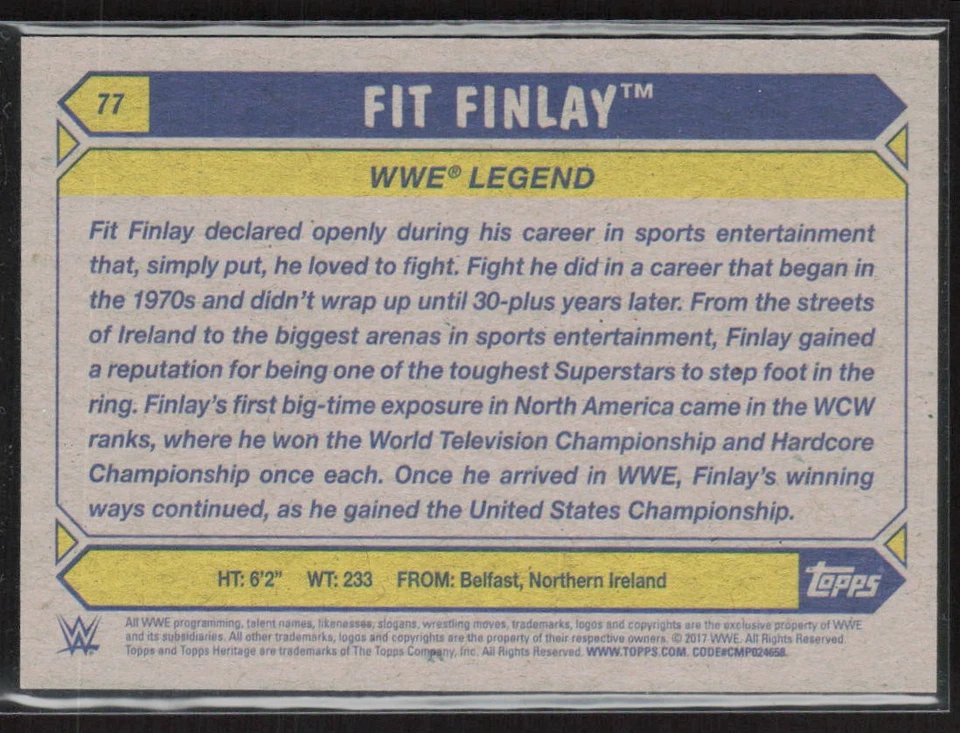 77
FIT FINLAY™
WWE® LEGEND
Fit Finlay declared openly during his career in sports entertainment
that, simply put, he loved to fight. Fight he did in a career that began in
the 1970s and didn't wrap up until 30-plus years later. From the streets
of Ireland to the biggest arenas in sports entertainment, Finlay gained
a reputation for being one of the toughest Superstars to step foot in the
ring. Finlay's first big-time exposure in North America came in the WCW
ranks, where he won the World Television Championship and Hardcore
Championship once each. Once he arrived in WWE, Finlay's winning
ways continued, as he gained the United States Championship.
HT: 6'2" WT: 233 FROM: Belfast, Northern Ireland
Topps
W
All WWE programming, talent names, likenesses, slogans, wrestling moves, trademarks, logos and copyrights are the exclusive property of WWE
and its subsidiaries. All other trademarks, logos and copyrights are the property of their respective owners. © 2017 WWE. All Rights Reserved.
Topps and Topps Heritage are trademarks of The Topps Company, Inc. All Rights Reserved. WWW.TOPPS.COM. CODE#CMP024658.